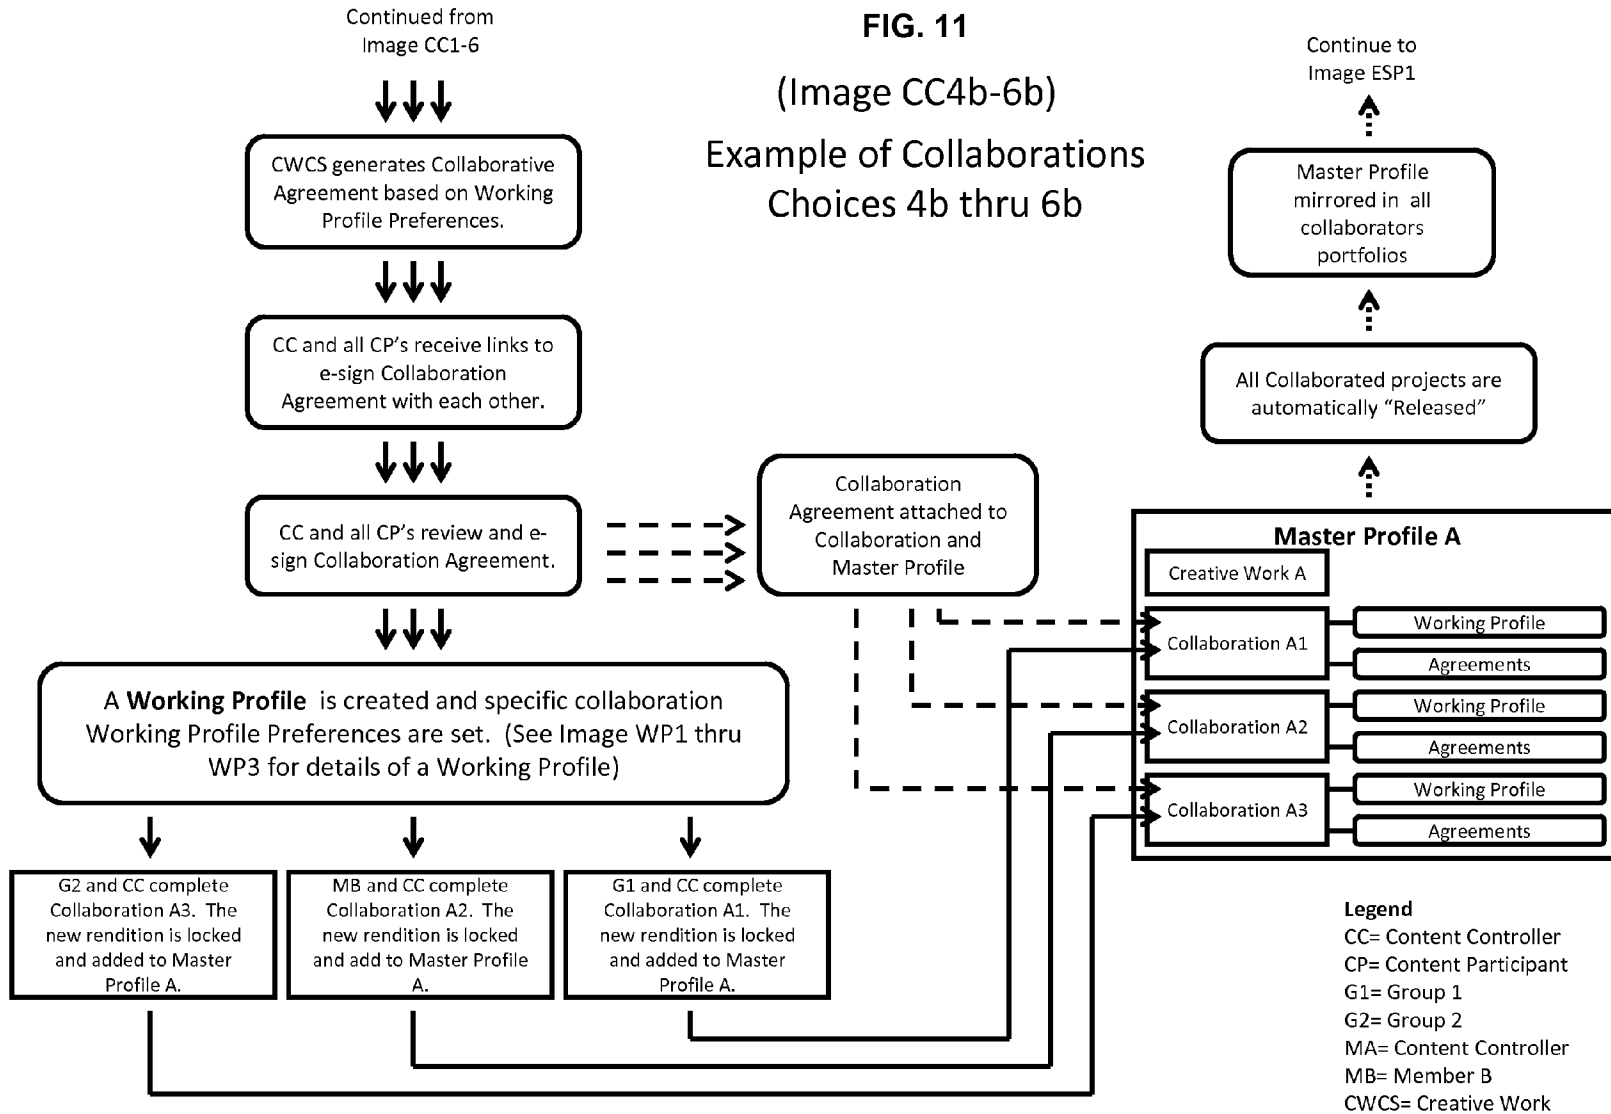 Continued from
Image CC1-6
FIG. 11
(Image CC4b-6b)
Example of Collaborations
Choices 4b thru 6b
Continue to
Image ESP1
CWCS generates Collaborative
Agreement based on Working
Profile Preferences.
Master Profile
mirrored in all
collaborators
portfolios
CC and all CP’s receive links to
e-sign Collaboration
Agreement with each other.
All Collaborated projects are
automatically “Released”
CC and all CP’s review and e-
sign Collaboration Agreement.
Collaboration
Agreement attached to
Collaboration and
Master Profile
Master Profile A
Creative Work A
Collaboration A1
Working Profile
Agreements
Collaboration A2
Working Profile
Agreements
Collaboration A3
Working Profile
Agreements
A Working Profile is created and specific collaboration
Working Profile Preferences are set. (See Image WP1 thru
WP3 for details of a Working Profile)
G2 and CC complete
Collaboration A3. The
new rendition is locked
and added to Master
Profile A.
MB and CC complete
Collaboration A2. The
new rendition is locked
and add to Master Profile
A.
G1 and CC complete
Collaboration A1. The
new rendition is locked
and added to Master
Profile A.
Legend
CC= Content Controller
CP= Content Participant
G1= Group 1
G2= Group 2
MA= Content Controller
MB= Member B
CWCS= Creative Work